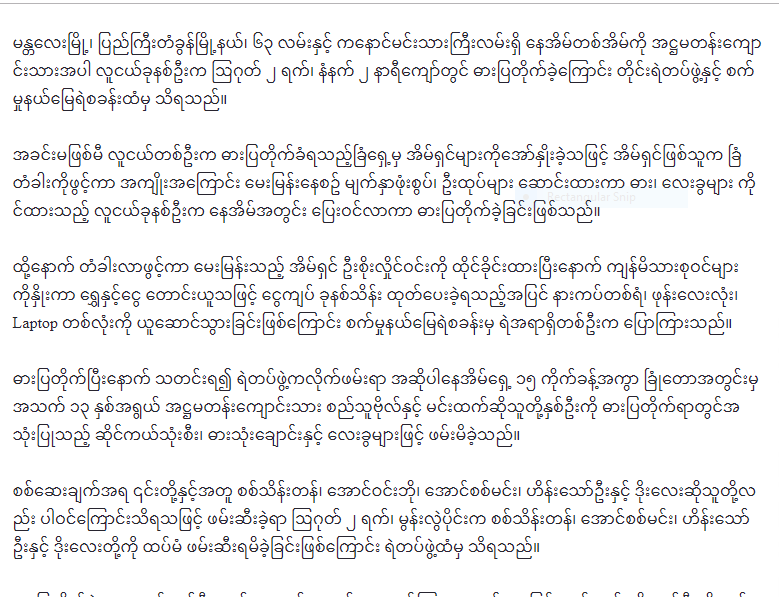 မန္တလေးမြို့၊ ပြည်ကြီးတံခွန်မြို့နယ်၊ ၆၃ လမ်းနှင့် ကနောင်မင်းသားကြီးလမ်းရှိ နေအိမ်တစ်အိမ်ကို အဋ္ဌမတန်းကျော
င်းသားအပါ လူငယ်ခုနစ်ဦးက သြဂုတ် ၂ ရက်၊ နံနက် ၂ နာရီကျော်တွင် ဓားပြတိုက်ခဲ့ကြောင်း တိုင်းရဲတပ်ဖွဲ့နှင့် စက်
မှုနယ်မြေရဲစခန်းထံမှ သိရသည်။
အခင်းမဖြစ်မီ လူငယ်တစ်ဦးက ဓားပြတိုက်ခံရသည့်ခြံရှေ့မှ အိမ်ရှင်များကိုအော်နှိုးခဲ့သဖြင့် အိမ်ရှင်ဖြစ်သူက ခြံ
တံခါးကိုဖွင့်ကာ အကျိုးအကြောင်း မေးမြန်းနေစဉ် မျက်နှာဖုံးစွပ်၊ ဦးထုပ်များ ဆောင်းထားကာ ဓား၊ လေးခွများ ကို
င်ထားသည့် လူငယ်ခုနစ်ဦးက နေအိမ်အတွင်း ပြေးဝင်လာကာ ဓားပြတိုက်ခဲ့ခြင်းဖြစ်သည်။
Rectangular Snip
ထို့နောက် တံခါးလာဖွင့်ကာ မေးမြန်းသည့် အိမ်ရှင် ဦးစိုးလှိုင်ဝင်းကို ထိုင်ခိုင်းထားပြီးနောက် ကျန်မိသားစုဝင်များ
ကိုနှိုးကာ ရွှေနှင့်ငွေ တောင်းယူသဖြင့် ငွေကျပ် ခုနစ်သိန်း ထုတ်ပေးခဲ့ရသည့်အပြင် နားကပ်တစ်ရံ၊ ဖုန်းလေးလုံး၊
Laptop တစ်လုံးကို ယူဆောင်သွားခြင်းဖြစ်ကြောင်း စက်မှုနယ်မြေရဲစခန်းမှ ရဲအရာရှိတစ်ဦးက ပြောကြားသည်။
ဓားပြတိုက်ပြီးနောက် သတင်းရ၍ ရဲတပ်ဖွဲ့ကလိုက်ဖမ်းရာ အဆိုပါနေအိမ်ရှေ့ ၁၅ ကိုက်ခန့်အကွာ ခြုံတောအတွင်းမှ
အသက် ၁၃ နှစ်အရွယ် အဋ္ဌမတန်းကျောင်းသား စည်သူဗိုလ်နှင့် မင်းထက်ဆိုသူတို့နှစ်ဦးကို ဓားပြတိုက်ရာတွင်အ
သုံးပြုသည့် ဆိုင်ကယ်သုံးစီး၊ ဓားသုံးချောင်းနှင့် လေးခွများဖြင့် ဖမ်းမိခဲ့သည်။
စစ်ဆေးချက်အရ ၎င်းတို့နှင့်အတူ စစ်သိန်းတန်၊ အောင်ဝင်းဘို၊ အောင်စစ်မင်း၊ ဟိန်းသော်ဦးနှင့် ဒိုးလေးဆိုသူတို့လ
ည်း ပါဝင်ကြောင်းသိရသဖြင့် ဖမ်းဆီးခဲ့ရာ သြဂုတ် ၂ ရက်၊ မွန်းလွဲပိုင်းက စစ်သိန်းတန်၊ အောင်စစ်မင်း၊ ဟိန်းသော်
ဦးနှင့် ဒိုးလေးတို့ကို ထပ်မံ ဖမ်းဆီးရမိခဲ့ခြင်းဖြစ်ကြောင်း ရဲတပ်ဖွဲ့ထံမှ သိရသည်။